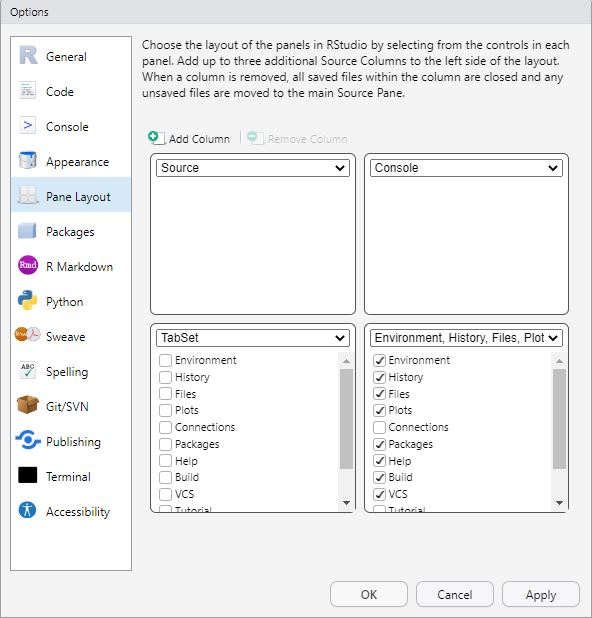 Options
R General
Code
> Console
Appearance
Pane Layout
Packages
Rmd R Markdown
Python
Sweave
ABC Spelling
Git/SVN
Publishing
Terminal
Accessibility
Choose the layout of the panels in RStudio by selecting from the controls in each
panel. Add up to three additional Source Columns to the left side of the layout.
When a column is removed, all saved files within the column are closed and any
unsaved files are moved to the main Source Pane.
Add Column | Remove Column
Source
Console
TabSet
Environment
History
Files
Plots
Connections
Packages
Help
Build
VCS
Tutorial
Environment, History, Files, Plot
Environment
History
Files
Plots
Connections
Packages
Help
Build
VCS
Tutorial
OK
Cancel
Apply